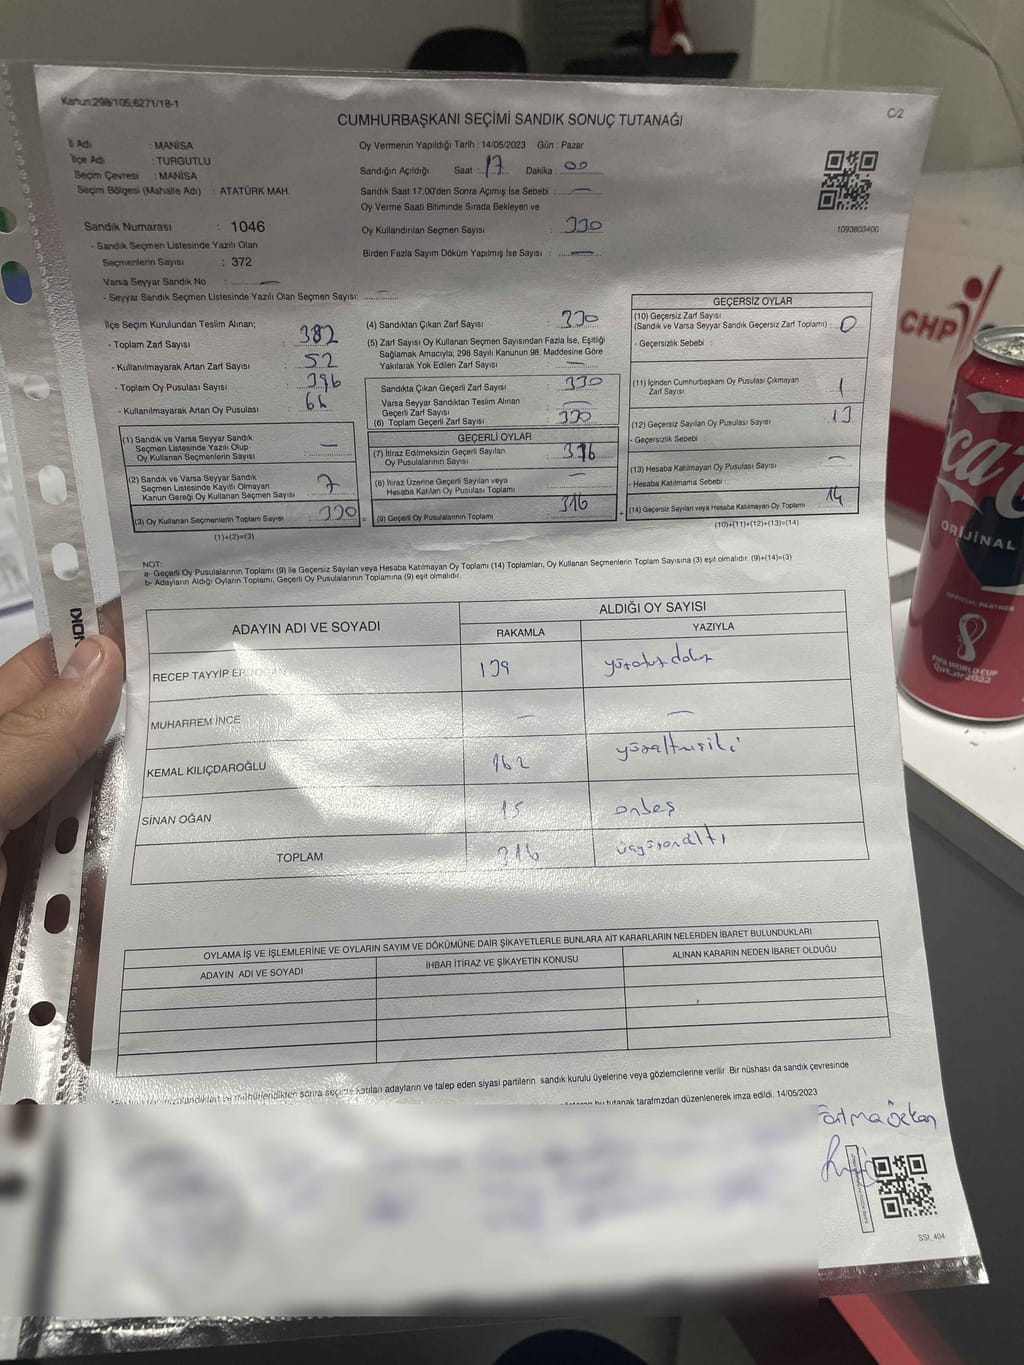 Kanun:298/105;6271/18-1
C/2
CUMHURBAŞKANI SEÇİMİ SANDIK SONUÇ TUTANAĞI
İl Adı : MANİSA
İlçe Adı : TURGUTLU
Seçim Çevresi : MANİSA
Seçim Bölgesi (Mahalle Adı) : ATATÜRK MAH.
Oy Vermenin Yapıldığı Tarih : 14/05/2023 Gün : Pazar
Sandığın Açıldığı Saat : 17 Dakika : 00
Sandık Saat 17:00'den Sonra Açımış İse Sebebi : —
Oy Verme Saati Bitiminde Sırada Bekleyen ve
Oy Kullandırılan Seçmen Sayısı : 330
Birden Fazla Sayım Döküm Yapılmış İse Sayısı : —
1093803400
Sandık Numarası : 1046
- Sandık Seçmen Listesinde Yazılı Olan
Seçmenlerin Sayısı : 372
Varsa Seyyar Sandık No : —
- Seyyar Sandık Seçmen Listesinde Yazılı Olan Seçmen Sayısı: —
İlçe Seçim Kurulundan Teslim Alınan;
- Toplam Zarf Sayısı : 382
- Kullanılmayarak Artan Zarf Sayısı : 52
- Toplam Oy Pusulası Sayısı : 396
- Kullanılmayarak Artan Oy Pusulası :
(1) Sandık ve Varsa Seyyar Sandık
Seçmen Listesinde Yazılı Olup
Oy Kullanan Seçmenlerin Sayısı : —
(2) Sandık ve Varsa Seyyar Sandık
Seçmen Listesinde Kayıtlı Olmayan
Kanun Gereği Oy Kullanan Seçmen Sayısı : 7
(3) Oy Kullanan Seçmenlerin Toplam Sayısı : 330
(1)+(2)=(3)
(4) Sandıktan Çıkan Zarf Sayısı : 330
(5) Zarf Sayısı Oy Kullanan Seçmen Sayısından Fazla İse, Eşitliği
Sağlamak Amacıyla; 298 Sayılı Kanunun 98. Maddesine Göre
Yakılarak Yok Edilen Zarf Sayısı : —
Sandıkta Çıkan Geçerli Zarf Sayısı : 330
Varsa Seyyar Sandıktan Teslim Alınan
Geçerli Zarf Sayısı : —
(6) Toplam Geçerli Zarf Sayısı : 330
GEÇERLİ OYLAR
(7) İtiraz Edilmeksizin Geçerli Sayılan
Oy Pusulalarının Sayısı : 316
(8) İtiraz Üzerine Geçerli Sayılan veya
Hesaba Katılan Oy Pusulası Toplamı : —
(9) Geçerli Oy Pusulalarının Toplamı : 316
GEÇERSİZ OYLAR
(10) Geçersiz Zarf Sayısı
(Sandık ve Varsa Seyyar Sandık Geçersiz Zarf Toplamı) : 0
- Geçersizlik Sebebi :
(11) İçinden Cumhurbaşkanı Oy Pusulası Çıkmayan
Zarf Sayısı : 1
(12) Geçersiz Sayılan Oy Pusulası Sayısı : 13
- Geçersizlik Sebebi :
(13) Hesaba Katılmayan Oy Pusulası Sayısı : —
- Hesaba Katılmama Sebebi :
(14) Geçersiz Sayılan veya Hesaba Katılmayan Oy Toplamı : 14
(10)+(11)+(12)+(13)=(14)
NOT:
a- Geçerli Oy Pusulalarının Toplamı (9) ile Geçersiz Sayılan veya Hesaba Katılmayan Oy Toplamı (14) Toplamları, Oy Kullanan Seçmenlerin Toplam Sayısına (3) eşit olmalıdır. (9)+(14)=(3)
b- Adayların Aldığı Oyların Toplamı, Geçerli Oy Pusulalarının Toplamına (9) eşit olmalıdır.
ADAYIN ADI VE SOYADI
ALDIĞI OY SAYISI
RAKAMLA YAZIYLA
RECEP TAYYİP ERDOĞAN 139 yüzotuzdokuz
MUHARREM İNCE — —
KEMAL KILIÇDAROĞLU 162 yüzaltmışiki
SİNAN OĞAN 15 onbeş
TOPLAM 316 üçyüzonaltı
OYLAMA İŞ VE İŞLEMLERİNE VE OYLARIN SAYIM VE DÖKÜMÜNE DAİR ŞİKAYETLERLE BUNLARA AİT KARARLARIN NELERDEN İBARET BULUNDUKLARI
ADAYIN ADI VE SOYADI İHBAR İTİRAZ VE ŞİKAYETİN KONUSU ALINAN KARARIN NEDEN İBARET OLDUĞU
sonra seçime katılan adayların ve talep eden siyasi partilerin sandık kurulu üyelerine veya gözlemcilerine verilir .Bir nüshası da sandık çevresinde
bu tutanak tarafımzdan düzenlenerek imza edildi. 14/05/2023
SSI_404
CHP
ORİJİNAL
OFFICIAL PARTNER
FIFA WORLD CUP
Qatar2022